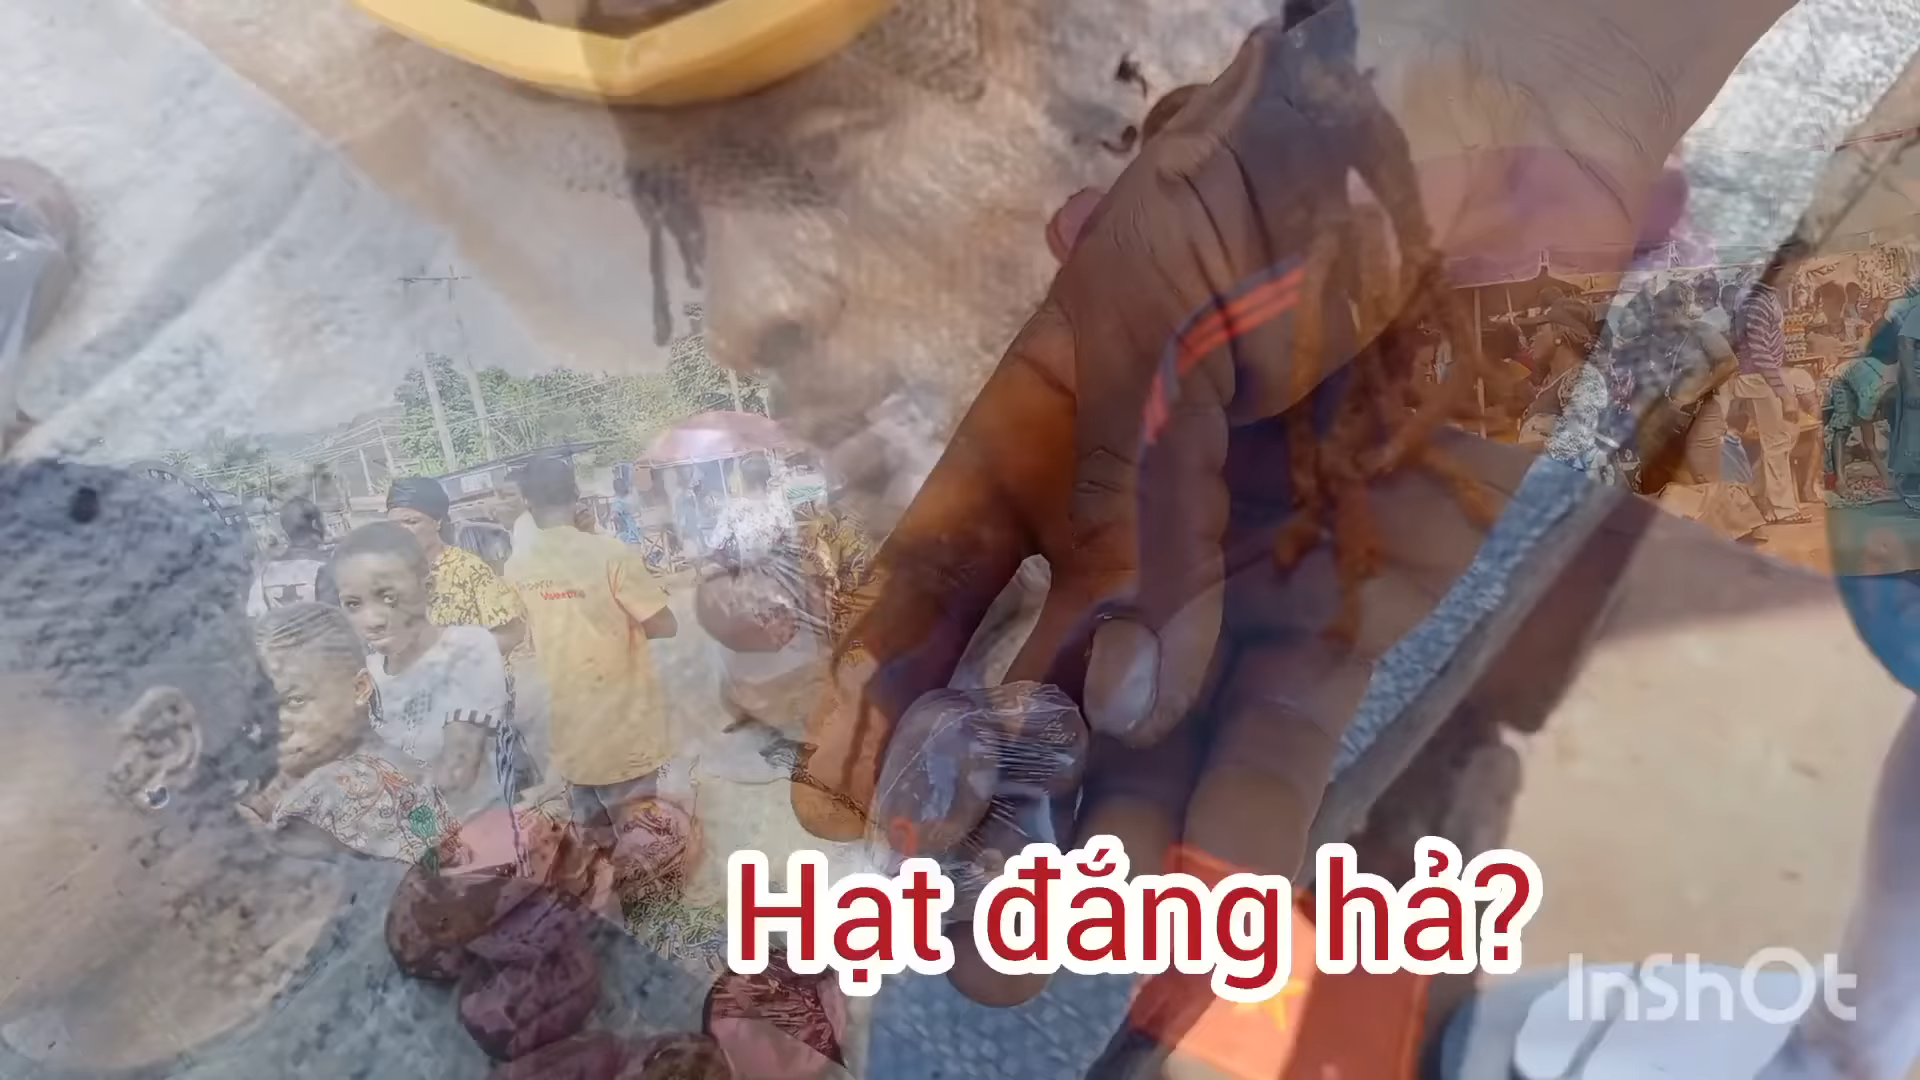 Hạt đắng hả?
InShOt